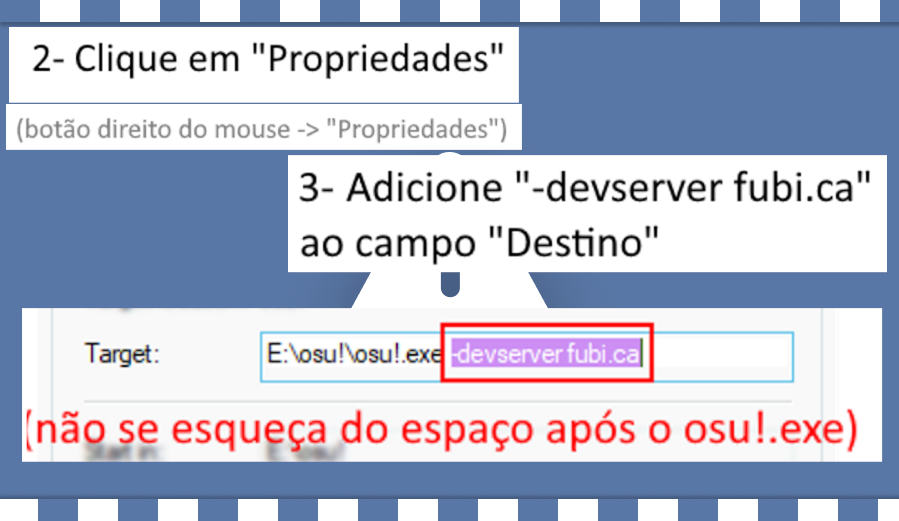 2- Clique em "Propriedades"
(botão direito do mouse -> "Propriedades")
3- Adicione "-devserver fubi.ca"
ao campo "Destino"
Target: E:\osu!\osu!.exe -devserver fubi.ca
(não se esqueça do espaço após o osu!.exe)
Start in: E:\osu!